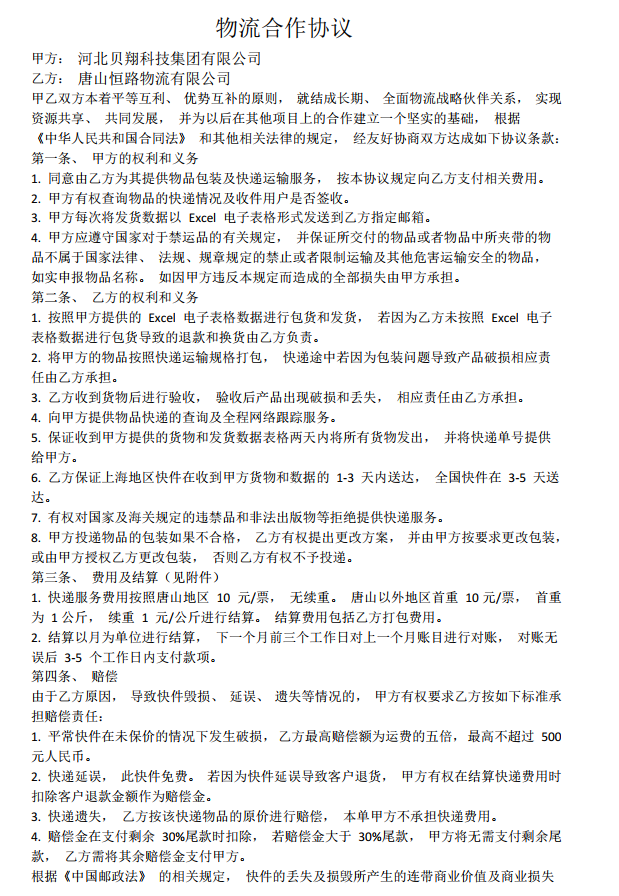 物流合作协议
甲方： 河北贝翔科技集团有限公司
乙方： 唐山恒路物流有限公司
甲乙双方本着平等互利、 优势互补的原则， 就结成长期、 全面物流战略伙伴关系， 实现
资源共享、 共同发展， 并为以后在其他项目上的合作建立一个坚实的基础， 根据
《中华人民共和国合同法》 和其他相关法律的规定， 经友好协商双方达成如下协议条款：
第一条、 甲方的权利和义务
1. 同意由乙方为其提供物品包装及快递运输服务， 按本协议规定向乙方支付相关费用。
2. 甲方有权查询物品的快递情况及收件用户是否签收。
3. 甲方每次将发货数据以 Excel 电子表格形式发送到乙方指定邮箱。
4. 甲方应遵守国家对于禁运品的有关规定， 并保证所交付的物品或者物品中所夹带的物
品不属于国家法律、 法规、规章规定的禁止或者限制运输及其他危害运输安全的物品，
如实申报物品名称。 如因甲方违反本规定而造成的全部损失由甲方承担。
第二条、 乙方的权利和义务
1. 按照甲方提供的 Excel 电子表格数据进行包货和发货， 若因为乙方未按照 Excel 电子
表格数据进行包货导致的退款和换货由乙方负责。
2. 将甲方的物品按照快递运输规格打包， 快递途中若因为包装问题导致产品破损相应责
任由乙方承担。
3. 乙方收到货物后进行验收， 验收后产品出现破损和丢失， 相应责任由乙方承担。
4. 向甲方提供物品快递的查询及全程网络跟踪服务。
5. 保证收到甲方提供的货物和发货数据表格两天内将所有货物发出， 并将快递单号提供
给甲方。
6. 乙方保证上海地区快件在收到甲方货物和数据的 1-3 天内送达， 全国快件在 3-5 天送
达。
7. 有权对国家及海关规定的违禁品和非法出版物等拒绝提供快递服务。
8. 甲方投递物品的包装如果不合格， 乙方有权提出更改方案， 并由甲方按要求更改包装，
或由甲方授权乙方更改包装， 否则乙方有权不予投递。
第三条、 费用及结算（见附件）
1. 快递服务费用按照唐山地区 10 元/票， 无续重。 唐山以外地区首重 10 元/票， 首重
为 1 公斤， 续重 1 元/公斤进行结算。 结算费用包括乙方打包费用。
2. 结算以月为单位进行结算， 下一个月前三个工作日对上一个月账目进行对账， 对账无
误后 3-5 个工作日内支付款项。
第四条、 赔偿
由于乙方原因， 导致快件毁损、 延误、 遗失等情况的， 甲方有权要求乙方按如下标准承
担赔偿责任：
1. 平常快件在未保价的情况下发生破损，乙方最高赔偿额为运费的五倍，最高不超过 500
元人民币。
2. 快递延误， 此快件免费。 若因为快件延误导致客户退货， 甲方有权在结算快递费用时
扣除客户退款金额作为赔偿金。
3. 快递遗失， 乙方按该快递物品的原价进行赔偿， 本单甲方不承担快递费用。
4. 赔偿金在支付剩余 30%尾款时扣除， 若赔偿金大于 30%尾款， 甲方将无需支付剩余尾
款， 乙方需将其余赔偿金支付甲方。
根据《中国邮政法》 的相关规定， 快件的丢失及损毁所产生的连带商业价值及商业损失